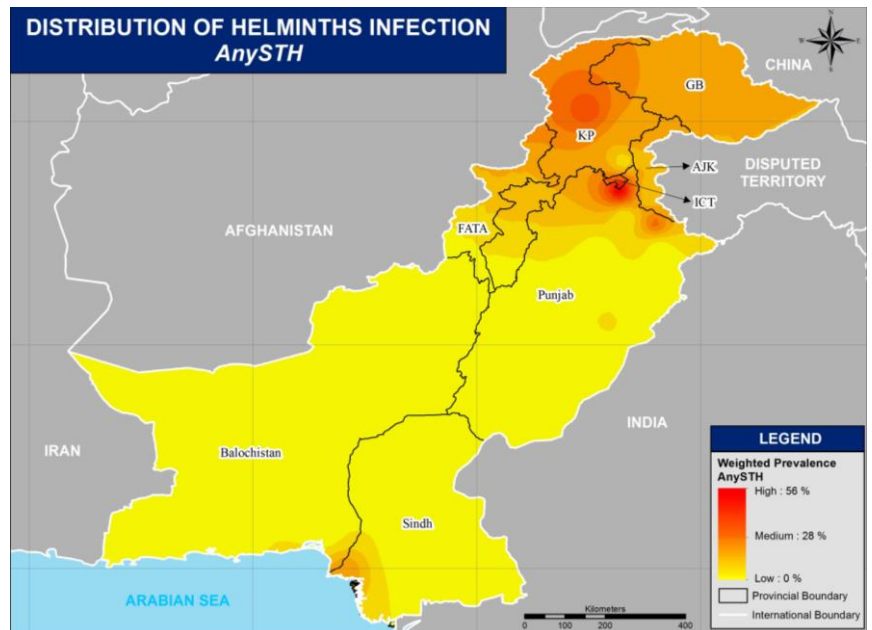 DISTRIBUTION OF HELMINTHS INFECTION
AnySTH
N
E
S
W
CHINA
GB
KP
AJK
DISPUTED
TERRITORY
ICT
AFGHANISTAN
FATA
Punjab
INDIA
IRAN
Balochistan
Sindh
ARABIAN SEA
LEGEND
Weighted Prevalence
AnySTH
High : 56 %
Medium : 28 %
Low : 0 %
Provincial Boundary
International Boundary
Kilometers
0 50 100 200 300 400